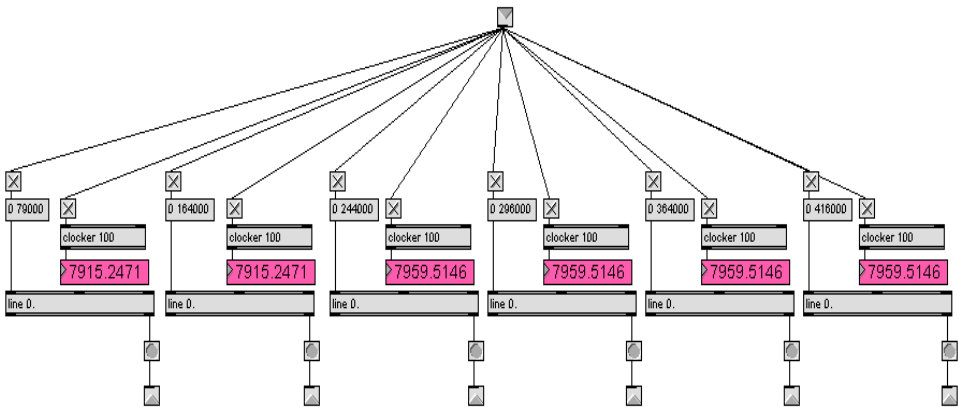 0 79000
0 164000
0 244000
0 296000
0 364000
0 416000
clocker 100
clocker 100
clocker 100
clocker 100
clocker 100
clocker 100
7915.2471
7915.2471
7959.5146
7959.5146
7959.5146
7959.5146
line 0.
line 0.
line 0.
line 0.
line 0.
line 0.